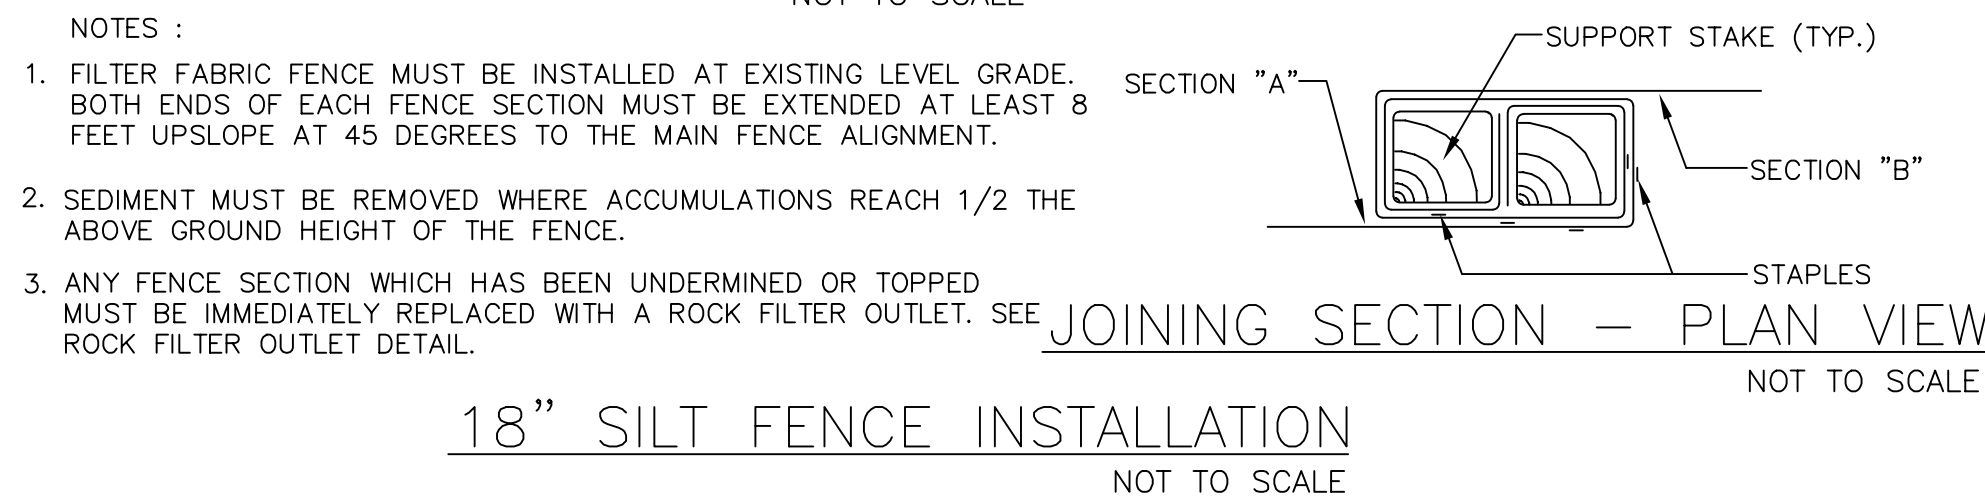 NOT TO SCALE
NOTES :
1. FILTER FABRIC FENCE MUST BE INSTALLED AT EXISTING LEVEL GRADE.
BOTH ENDS OF EACH FENCE SECTION MUST BE EXTENDED AT LEAST 8
FEET UPSLOPE AT 45 DEGREES TO THE MAIN FENCE ALIGNMENT.
2. SEDIMENT MUST BE REMOVED WHERE ACCUMULATIONS REACH 1/2 THE
ABOVE GROUND HEIGHT OF THE FENCE.
3. ANY FENCE SECTION WHICH HAS BEEN UNDERMINED OR TOPPED
MUST BE IMMEDIATELY REPLACED WITH A ROCK FILTER OUTLET. SEE
ROCK FILTER OUTLET DETAIL.
SUPPORT STAKE (TYP.)
SECTION "A"
SECTION "B"
STAPLES
JOINING SECTION - PLAN VIEW
NOT TO SCALE
18" SILT FENCE INSTALLATION
NOT TO SCALE